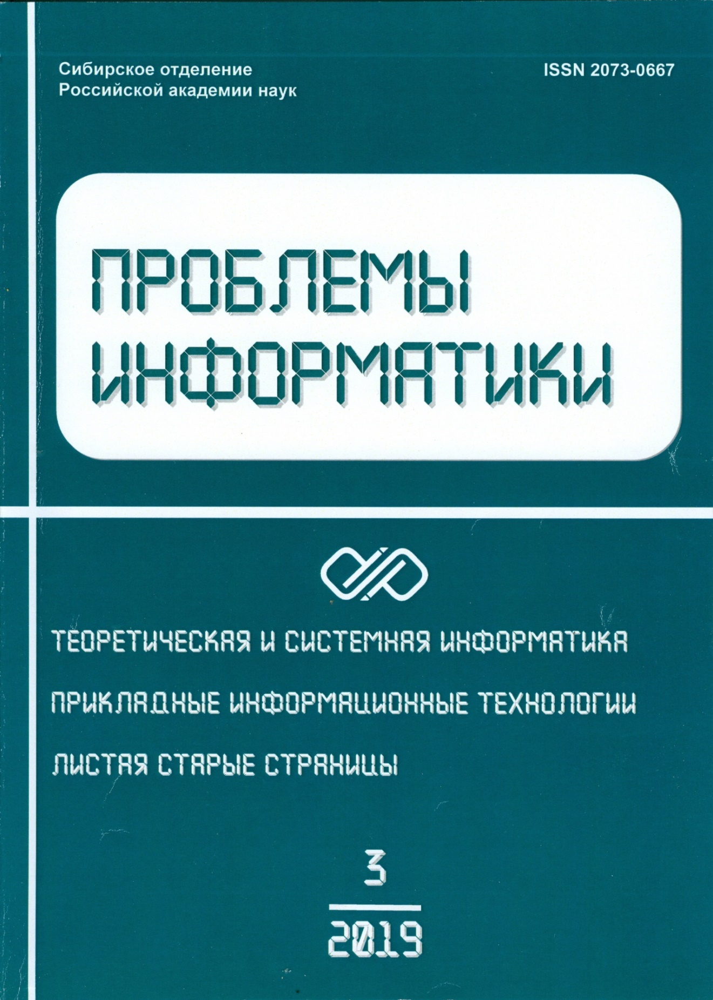 Сибирское отделение
Российской академии наук
ISSN 2073-0667
ПРОБЛЕМЫ
ИНФОРМАТИКИ
ТЕОРЕТИЧЕСКАЯ И СИСТЕМНАЯ ИНФОРМАТИКА
ПРИКЛАДНЫЕ ИНФОРМАЦИОННЫЕ ТЕХНОЛОГИИ
ЛИСТАЯ СТАРЫЕ СТРАНИЦЫ
3
2019